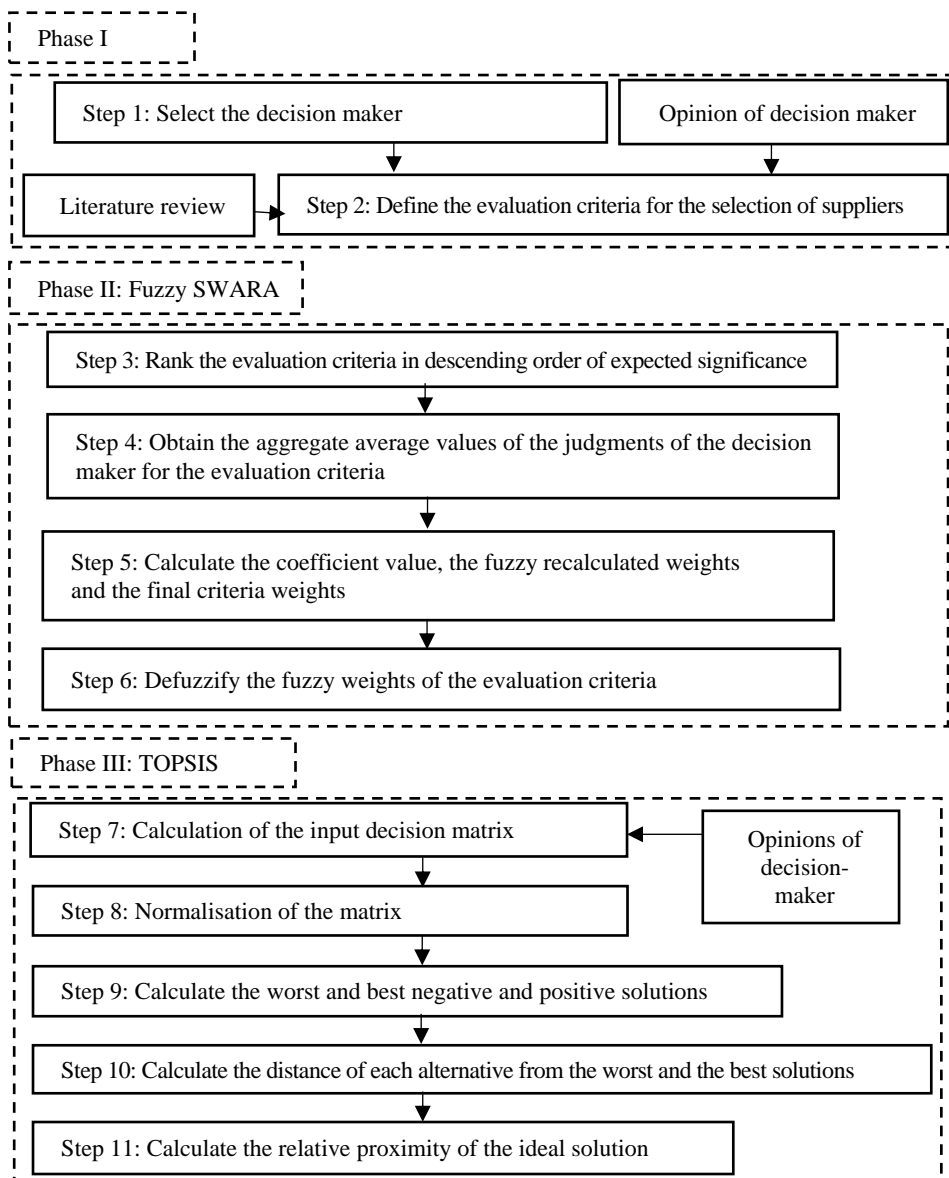 Phase I
Step 1: Select the decision maker
Opinion of decision maker
Literature review
Step 2: Define the evaluation criteria for the selection of suppliers
Phase II: Fuzzy SWARA
Step 3: Rank the evaluation criteria in descending order of expected significance
Step 4: Obtain the aggregate average values of the judgments of the decision
maker for the evaluation criteria
Step 5: Calculate the coefficient value, the fuzzy recalculated weights
and the final criteria weights
Step 6: Defuzzify the fuzzy weights of the evaluation criteria
Phase III: TOPSIS
Step 7: Calculation of the input decision matrix
Opinions of
decision-
maker
Step 8: Normalisation of the matrix
Step 9: Calculate the worst and best negative and positive solutions
Step 10: Calculate the distance of each alternative from the worst and the best solutions
Step 11: Calculate the relative proximity of the ideal solution